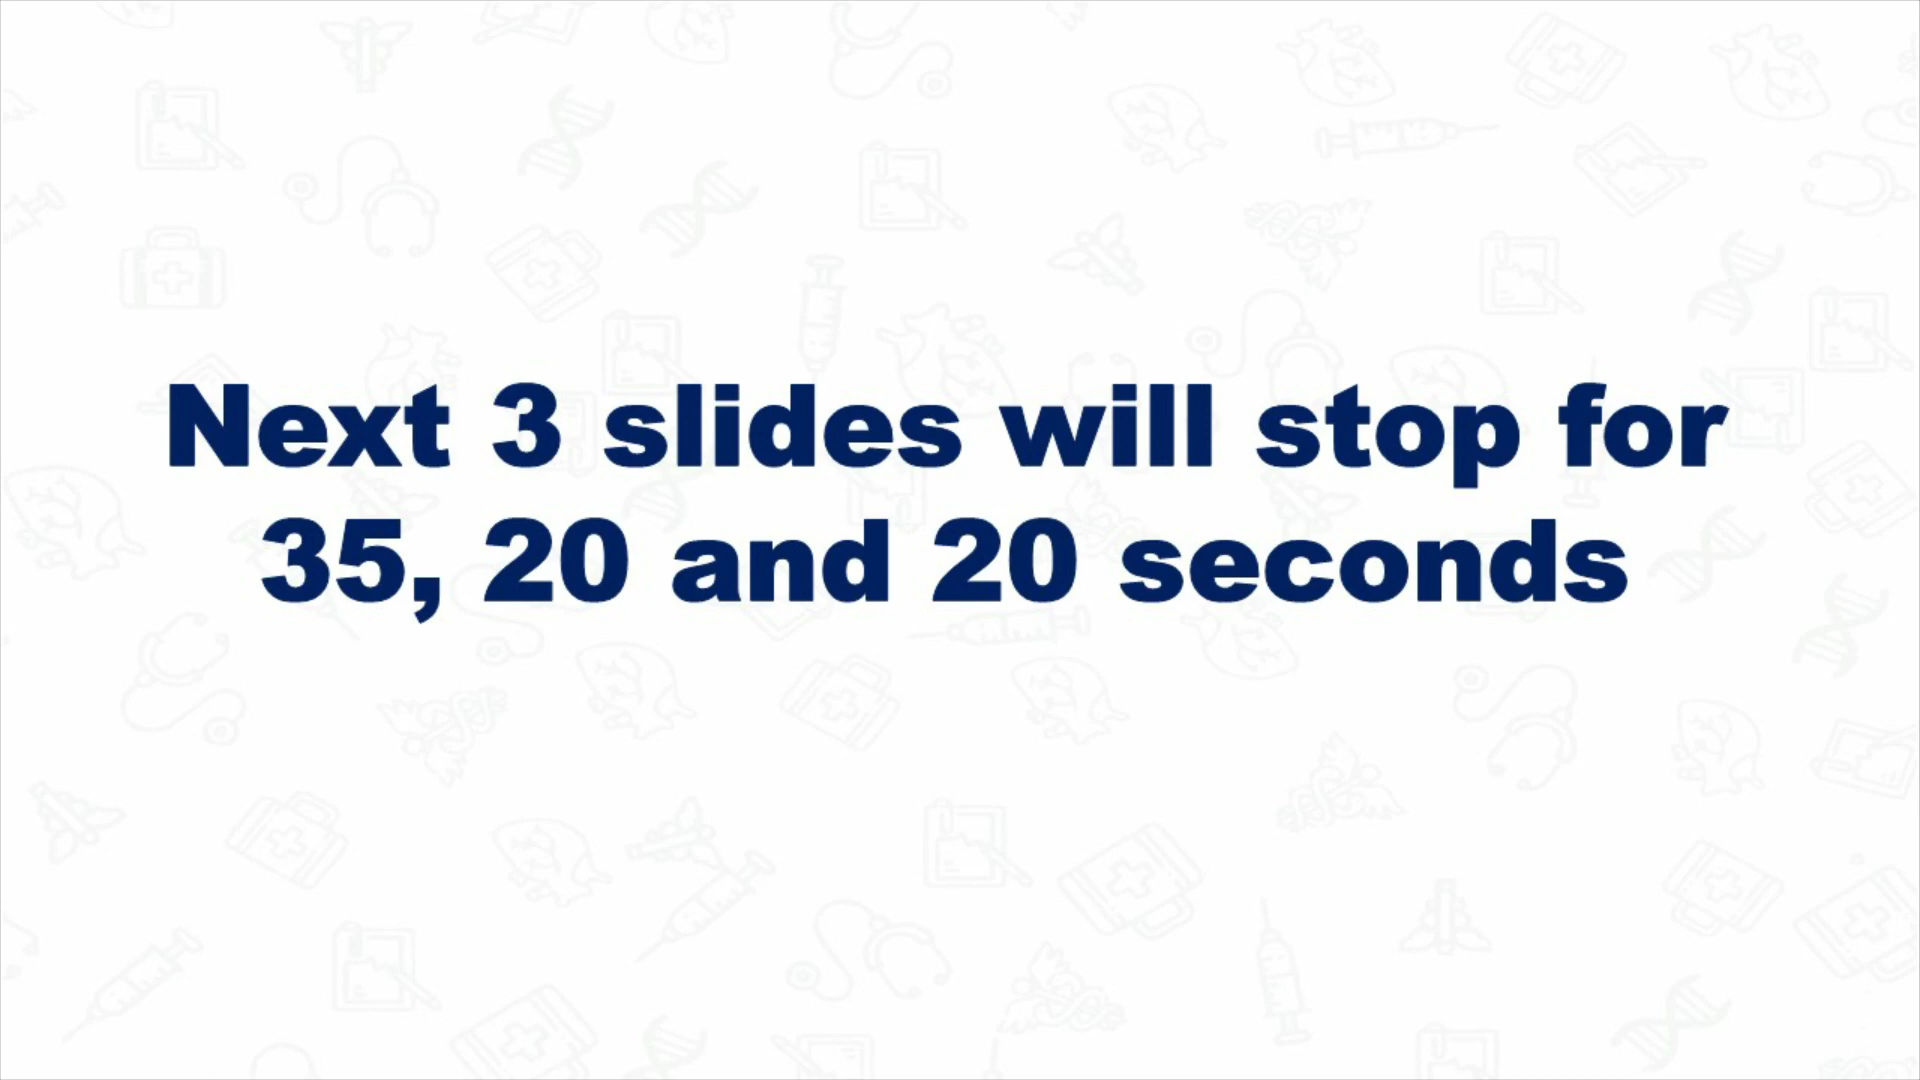 Next 3 slides will stop for
35, 20 and 20 seconds